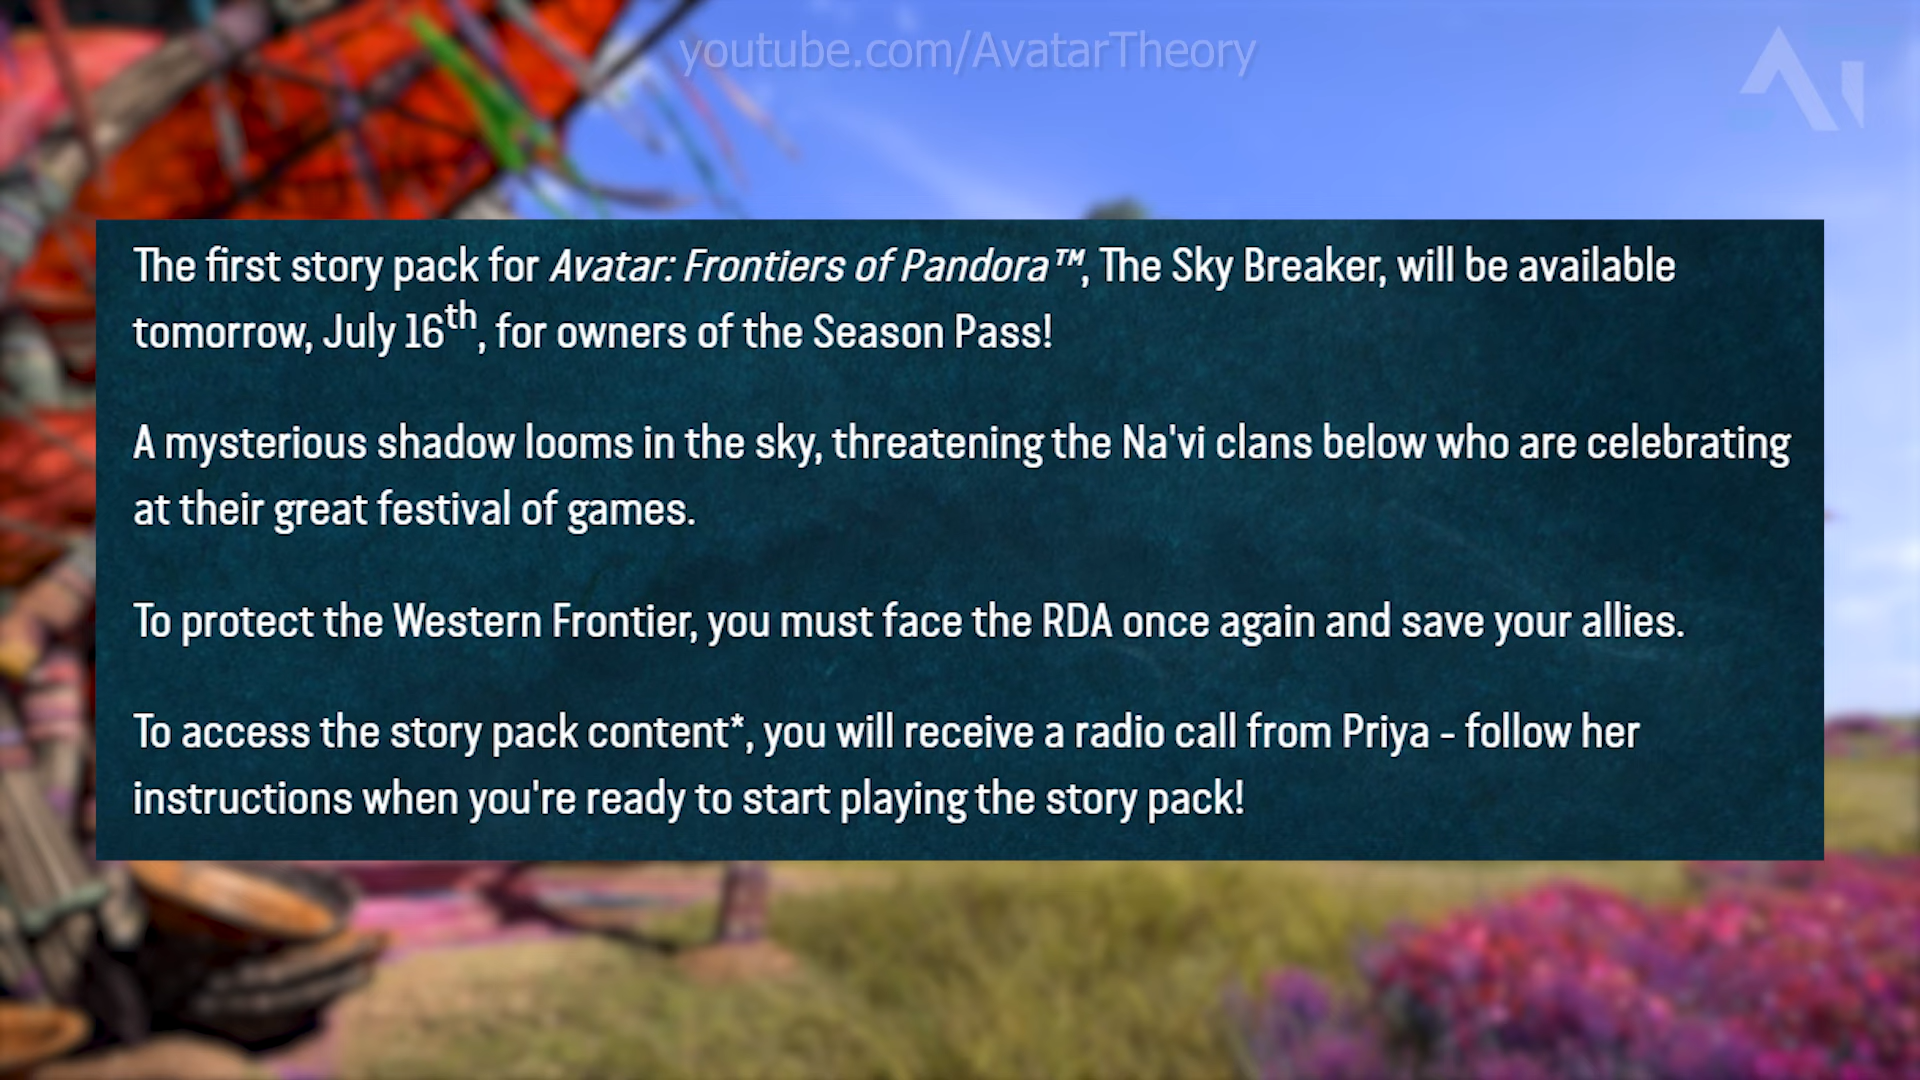 youtube.com/AvatarTheory
The first story pack for Avatar: Frontiers of Pandora™, The Sky Breaker, will be available
tomorrow, July 16th, for owners of the Season Pass!
A mysterious shadow looms in the sky, threatening the Na'vi clans below who are celebrating
at their great festival of games.
To protect the Western Frontier, you must face the RDA once again and save your allies.
To access the story pack content*, you will receive a radio call from Priya - follow her
instructions when you're ready to start playing the story pack!